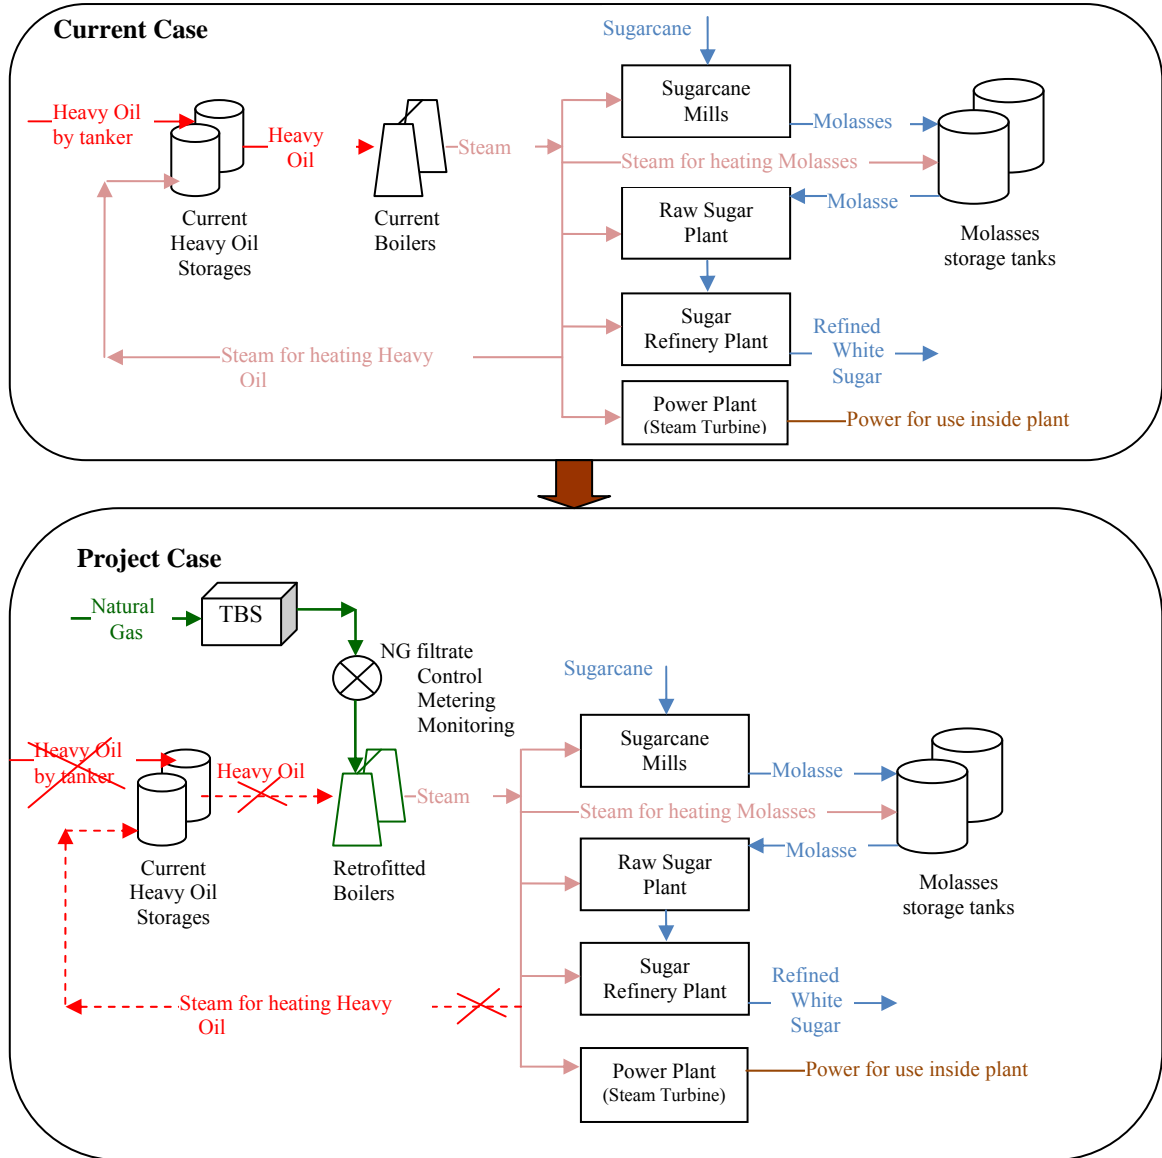 Current Case
Sugarcane
Heavy Oil
by tanker
Heavy
Oil
Steam
Sugarcane
Mills
Molasses
Steam for heating Molasses
Molasse
Current
Heavy Oil
Storages
Current
Boilers
Raw Sugar
Plant
Molasses
storage tanks
Sugar
Refinery Plant
Refined
White
Sugar
Steam for heating Heavy
Oil
Power Plant
(Steam Turbine)
Power for use inside plant
Project Case
Natural
Gas
TBS
NG filtrate
Control
Metering
Monitoring
Sugarcane
Heavy Oil
by tanker
Heavy Oil
Steam
Sugarcane
Mills
Molasse
Steam for heating Molasses
Molasse
Current
Heavy Oil
Storages
Retrofitted
Boilers
Raw Sugar
Plant
Molasses
storage tanks
Sugar
Refinery Plant
Refined
White
Sugar
Steam for heating Heavy
Oil
Power Plant
(Steam Turbine)
Power for use inside plant